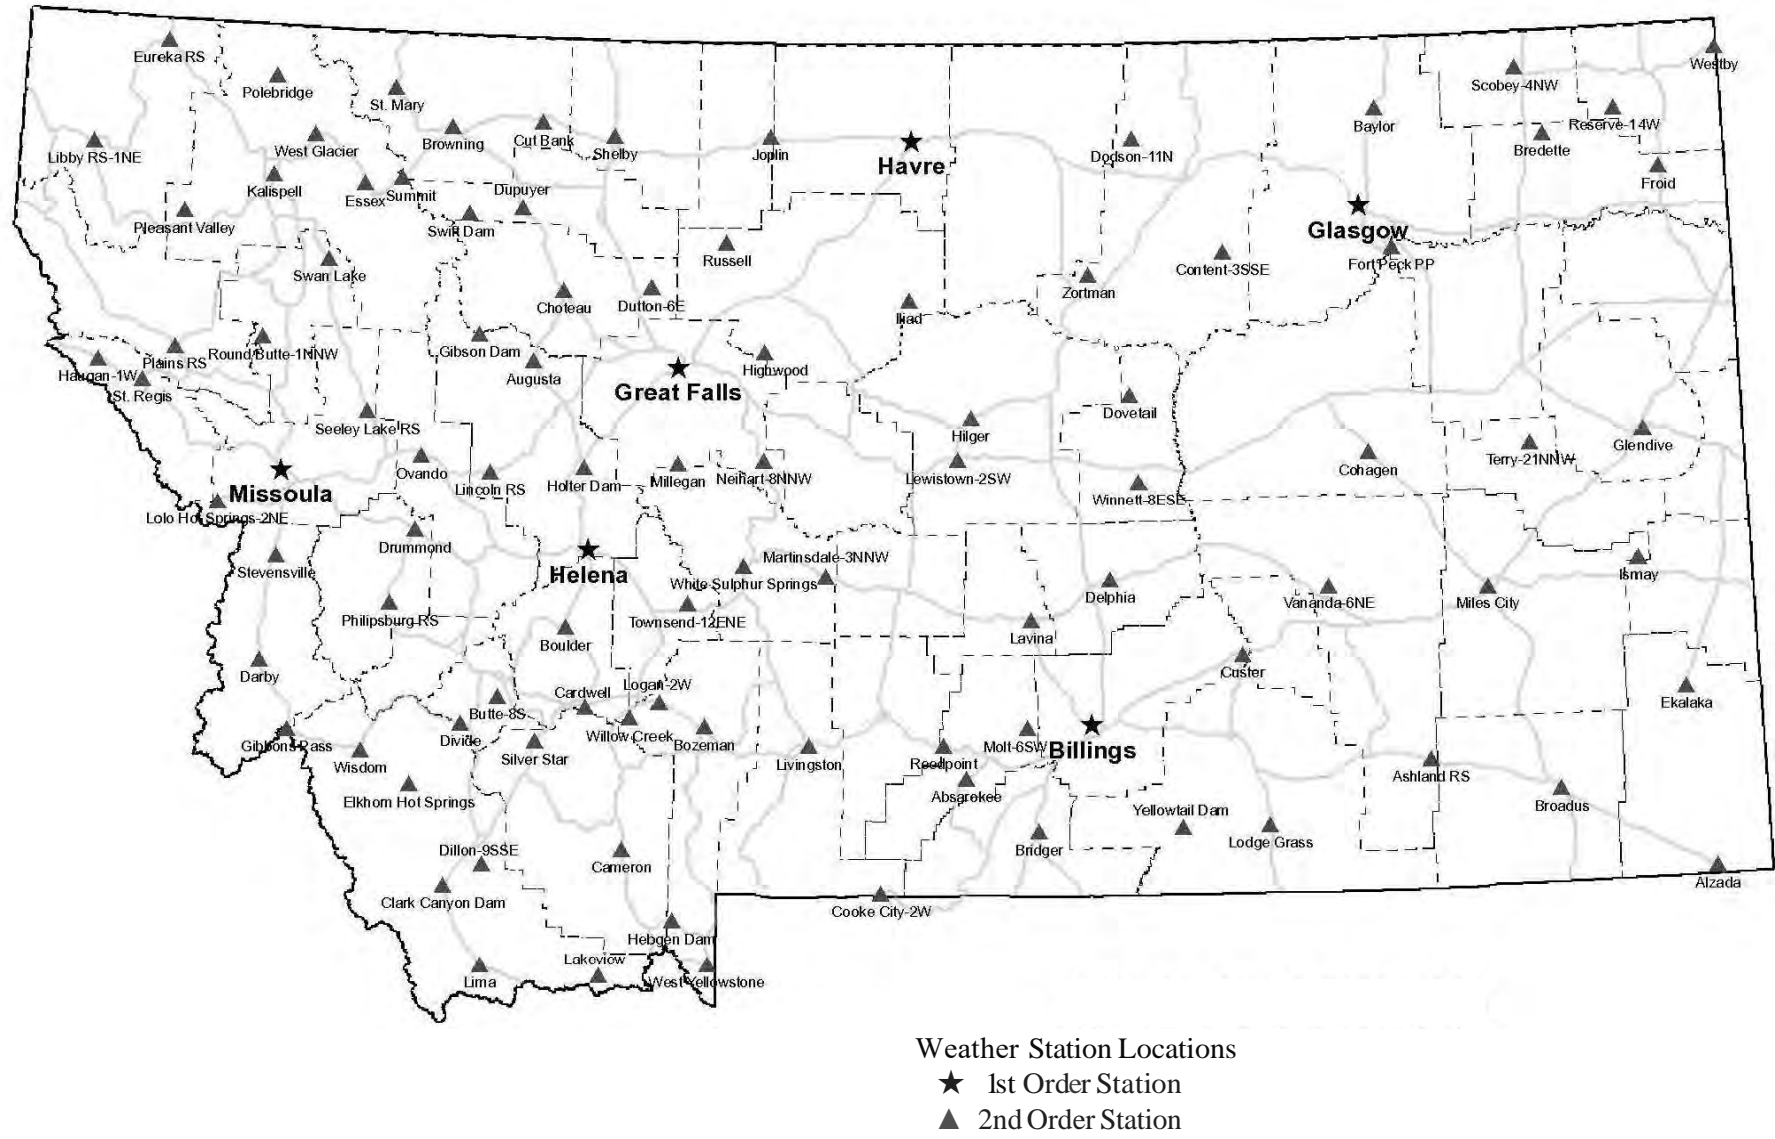 Eureka RS
Westby
Polebridge
Scobey-4NW
St. Mary
Baylor
Reserve-14W
Cut Bank
Browning
West Glacier
Shelby
Joplin
Dodson-11N
Bredette
Libby RS-1NE
Havre
Kalispell
Essex
Summit
Dupuyer
Froid
Pleasant Valley
Swift Dam
Glasgow
Russell
Fort Peck PP
Swan Lake
Content-3SSE
Zortman
Choteau
Dutton-6E
Iliad
Haugan-1W
Plains RS
Round Butte-1NNW
Gibson Dam
Augusta
Highwood
St. Regis
Great Falls
Dovetail
Seeley Lake RS
Hilger
Glendive
Ovando
Terry-21NNW
Cohagen
Lincoln RS
Holter Dam
Millegan
Neihart-8NNW
Lewistown-2SW
Winnett-8ESE
Missoula
Lolo Hot Springs-2NE
Drummond
Martinsdale-3NNW
Stevensville
Helena
White Sulphur Springs
Ismay
Delphia
Vananda-6NE
Miles City
Philipsburg RS
Townsend-12ENE
Boulder
Lavina
Darby
Custer
Logan-2W
Cardwell
Ekalaka
Butte-8S
Gibbons Pass
Divide
Willow Creek
Bozeman
Molt-6SW
Billings
Wisdom
Silver Star
Livingston
Reedpoint
Ashland RS
Elkhorn Hot Springs
Absarokee
Broadus
Yellowtail Dam
Dillon-9SSE
Cameron
Bridger
Lodge Grass
Alzada
Clark Canyon Dam
Cooke City-2W
Hebgen Dam
Lakeview
Lima
West Yellowstone
Weather Station Locations
1st Order Station
2nd Order Station